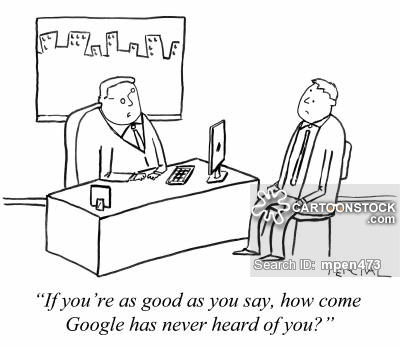 CARTOONSTOCK
.com
Search ID: mpen473
“If you’re as good as you say, how come
Google has never heard of you?”